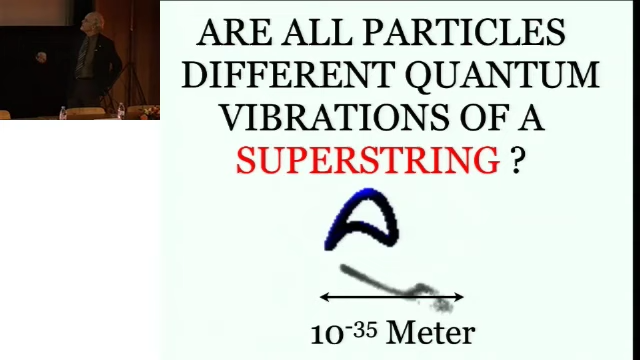 ARE ALL PARTICLES
DIFFERENT QUANTUM
VIBRATIONS OF A
SUPERSTRING ?
10⁻³⁵ Meter